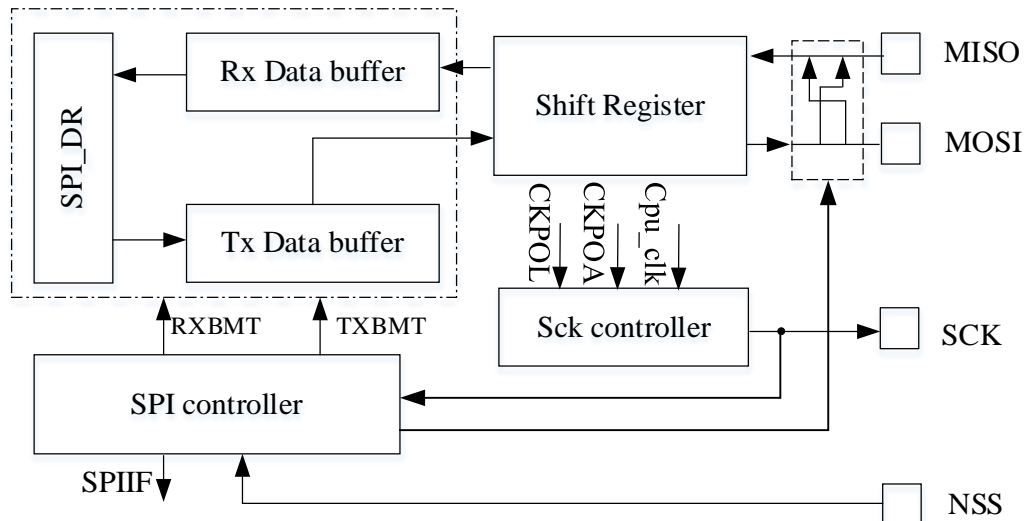 Rx Data buffer
MISO
Shift Register
SPI_DR
MOSI
Tx Data buffer
CKPOL
CKPOA
Cpu_clk
RXBMT
TXBMT
Sck controller
SCK
SPI controller
SPIIF
NSS